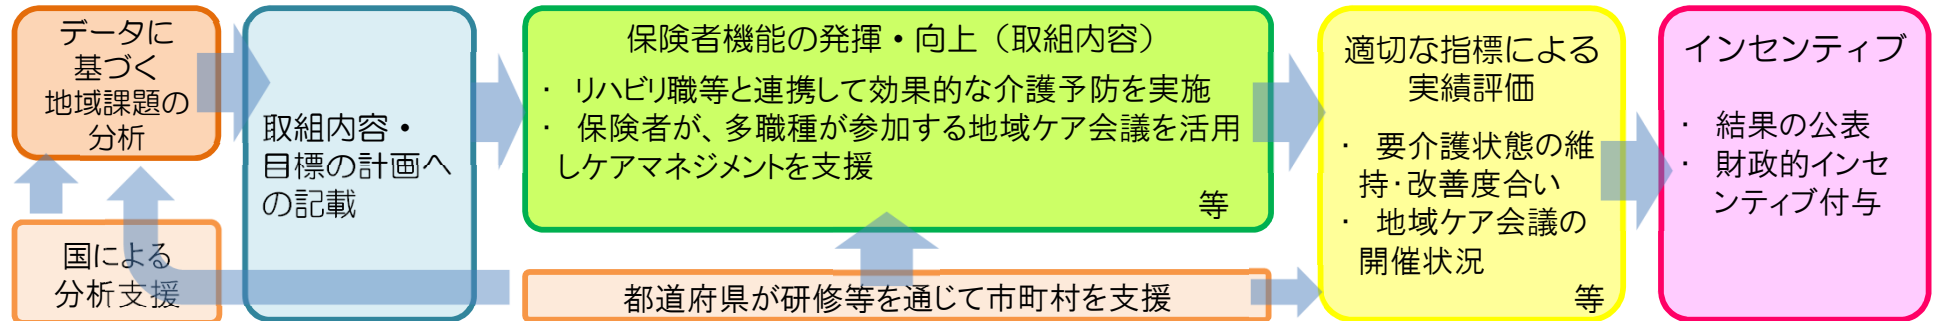 データに
基づく
地域課題の
分析
国による
分析支援
取組内容・
目標の計画へ
の記載
保険者機能の発揮・向上（取組内容）
・ リハビリ職等と連携して効果的な介護予防を実施
・ 保険者が、多職種が参加する地域ケア会議を活用
しケアマネジメントを支援
等
都道府県が研修等を通じて市町村を支援
適切な指標による
実績評価
・ 要介護状態の維
持・改善度合い
・ 地域ケア会議の
開催状況
等
インセンティブ
・ 結果の公表
・ 財政的インセ
ンティブ付与